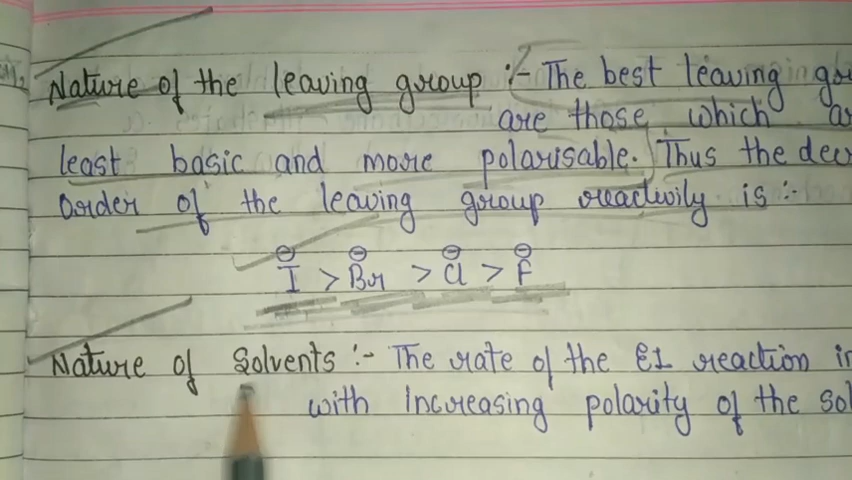 Nature of the leaving group :- The best leaving
are those which
least basic and more polarisable. Thus the
order of the leaving group reactivity is :-
I⊖ > Br⊖ > Cl⊖ > F⊖
Nature of Solvents :- The rate of the E1 reaction
with increasing polarity of the